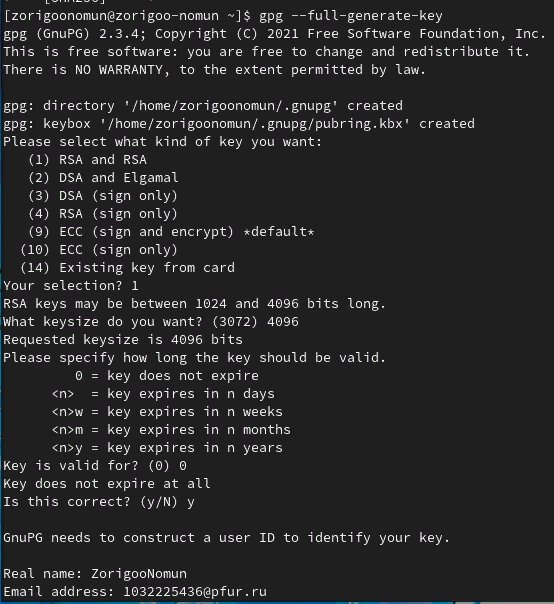 [zorigoonomun@zorigoo-nomun ~]$ gpg --full-generate-key
gpg (GnuPG) 2.3.4; Copyright (C) 2021 Free Software Foundation, Inc.
This is free software: you are free to change and redistribute it.
There is NO WARRANTY, to the extent permitted by law.

gpg: directory '/home/zorigoonomun/.gnupg' created
gpg: keybox '/home/zorigoonomun/.gnupg/pubring.kbx' created
Please select what kind of key you want:
   (1) RSA and RSA
   (2) DSA and Elgamal
   (3) DSA (sign only)
   (4) RSA (sign only)
   (9) ECC (sign and encrypt) *default*
  (10) ECC (sign only)
  (14) Existing key from card
Your selection? 1
RSA keys may be between 1024 and 4096 bits long.
What keysize do you want? (3072) 4096
Requested keysize is 4096 bits
Please specify how long the key should be valid.
         0 = key does not expire
      <n>  = key expires in n days
      <n>w = key expires in n weeks
      <n>m = key expires in n months
      <n>y = key expires in n years
Key is valid for? (0) 0
Key does not expire at all
Is this correct? (y/N) y

GnuPG needs to construct a user ID to identify your key.

Real name: ZorigooNomun
Email address: 1032225436@pfur.ru